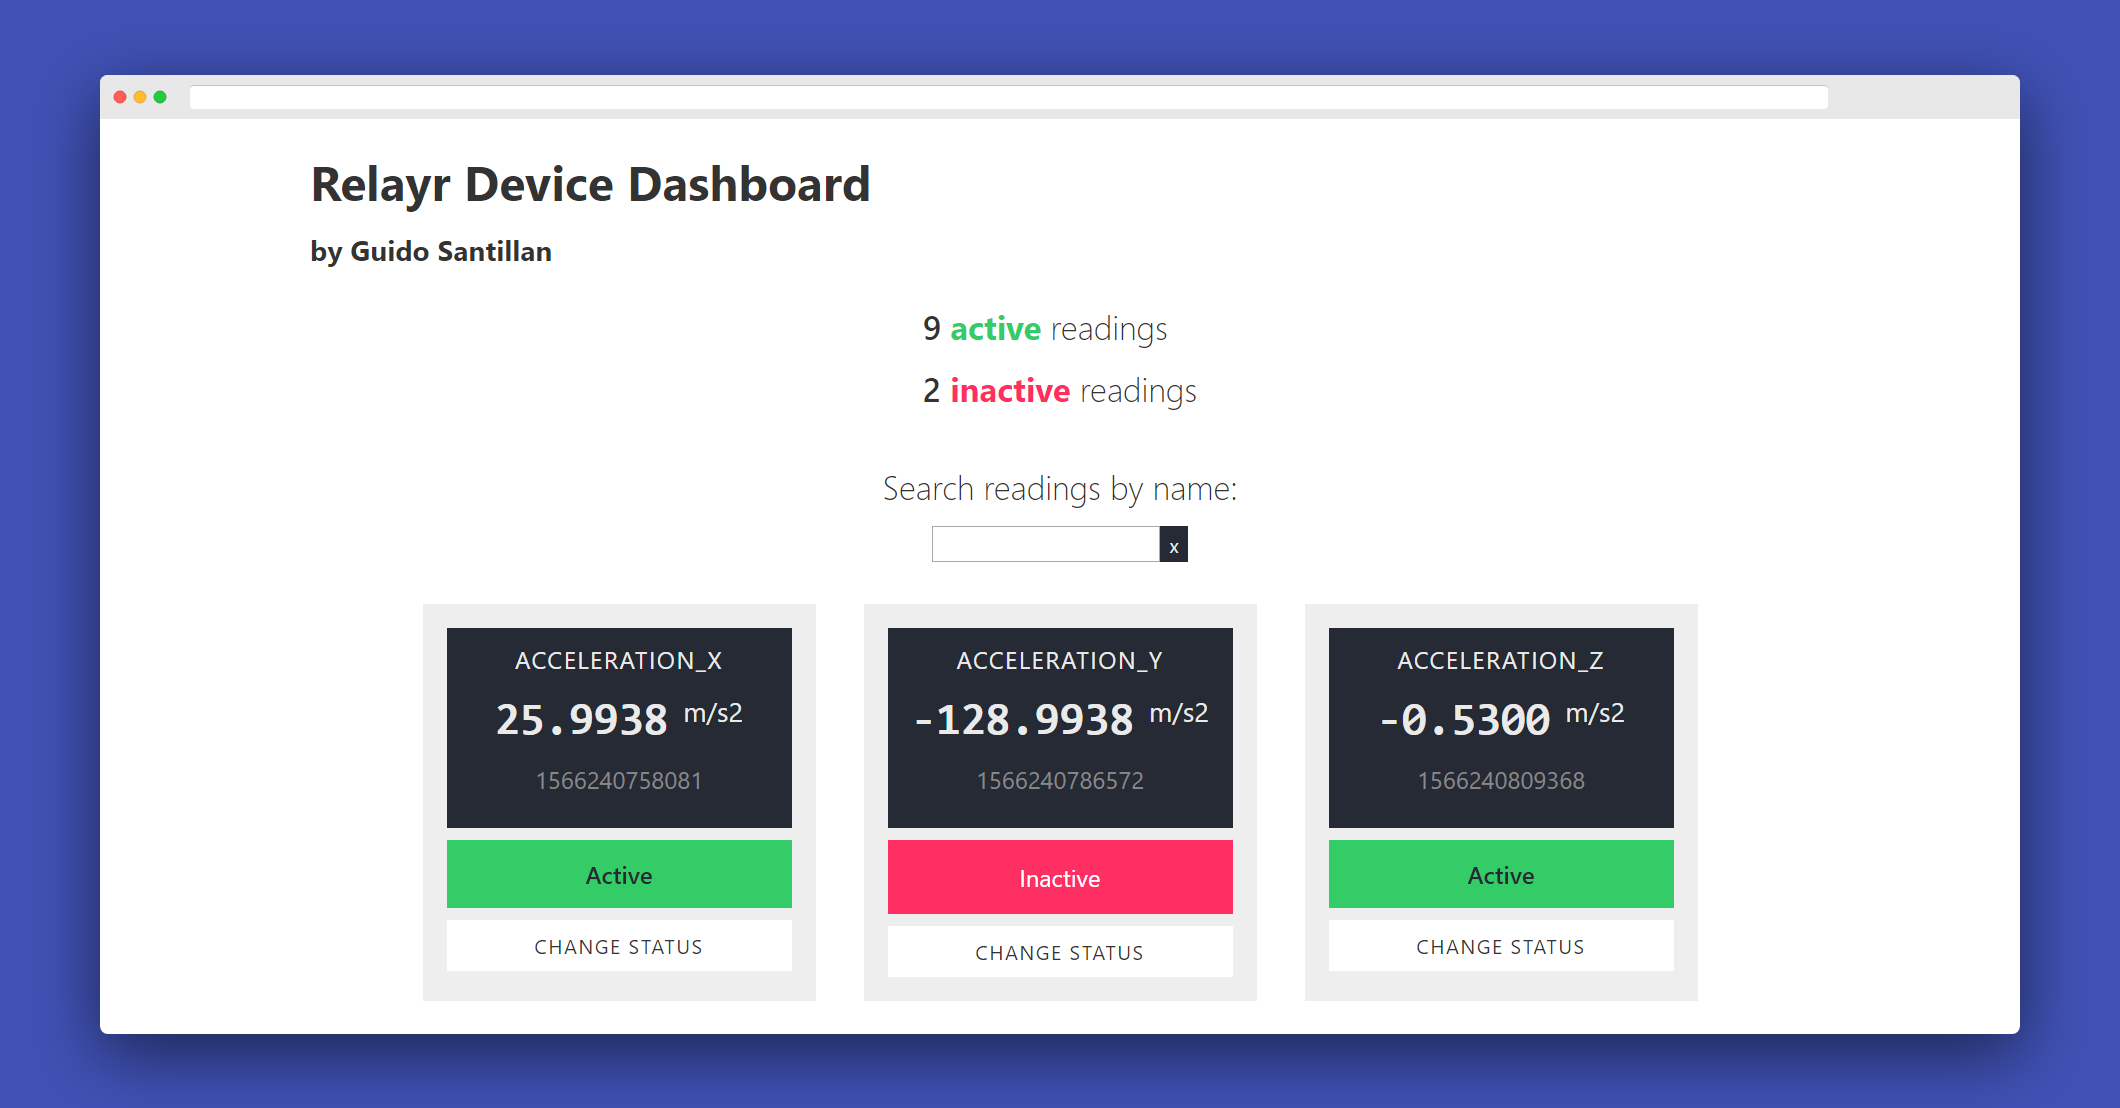 Relayr Device Dashboard
by Guido Santillan
9 active readings
2 inactive readings
Search readings by name:
x
ACCELERATION_X
25.9938 m/s2
1566240758081
Active
CHANGE STATUS
ACCELERATION_Y
-128.9938 m/s2
1566240786572
Inactive
CHANGE STATUS
ACCELERATION_Z
-0.5300 m/s2
1566240809368
Active
CHANGE STATUS